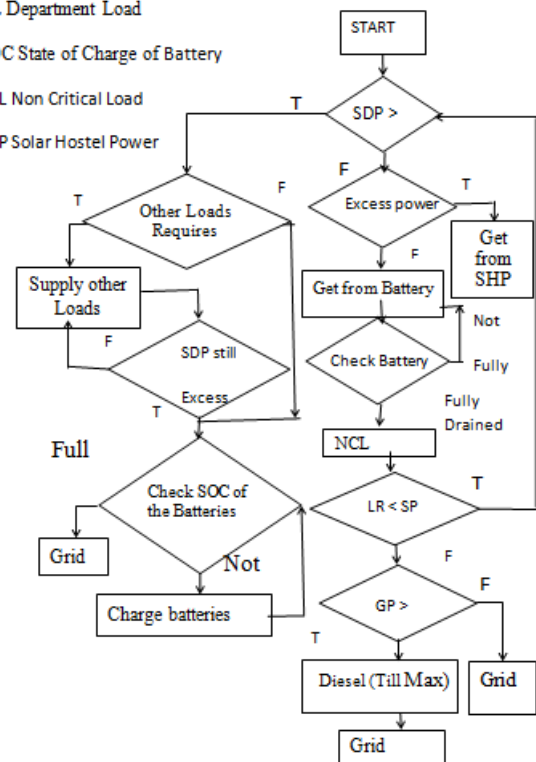 Department Load
C State of Charge of Battery
L Non Critical Load
P Solar Hostel Power
START
T
SDP >
F
T
F
Excess power
T
Other Loads
Requires
Get
from
SHP
F
Supply other
Loads
Get from Battery
Not
F
SDP still
Check Battery
Fully
Excess
T
Fully
Drained
Full
NCL
Check SOC of
the Batteries
T
LR < SP
Grid
Not
F
F
Charge batteries
GP >
T
Diesel (Till Max)
Grid
Grid